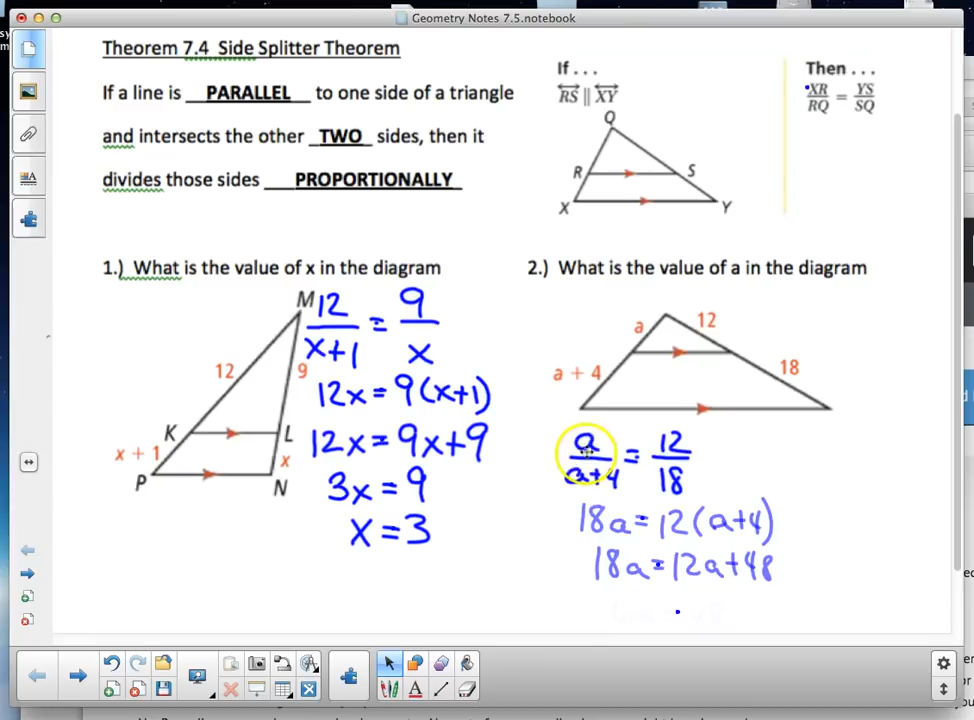 Geometry Notes 7.5.notebook
Theorem 7.4 Side Splitter Theorem
If a line is PARALLEL to one side of a triangle
and intersects the other TWO sides, then it
divides those sides PROPORTIONALLY
If . . .
RS || XY
Q
R
S
X
Y
Then . . .
XR/RQ = YS/SQ
1.) What is the value of x in the diagram
M
12
9
K
L
x + 1
x
P
N
12/x+1 = 9/x
12x = 9(x+1)
12x = 9x+9
3x = 9
x = 3
2.) What is the value of a in the diagram
a
12
a + 4
18
a/a+4 = 12/18
18a = 12(a+4)
18a = 12a+48